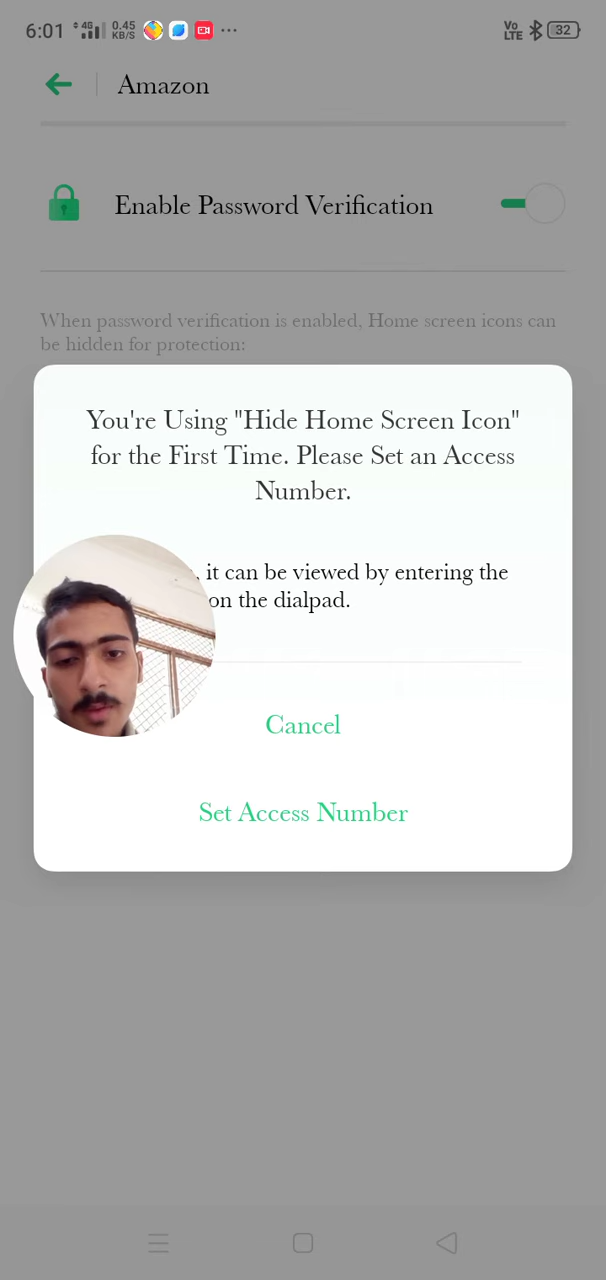 6:01 4G 0.45 KB/S ... Vo LTE 32
Amazon
Enable Password Verification
When password verification is enabled, Home screen icons can
be hidden for protection:
You're Using "Hide Home Screen Icon"
for the First Time. Please Set an Access
Number.
, it can be viewed by entering the
on the dialpad.
Cancel
Set Access Number